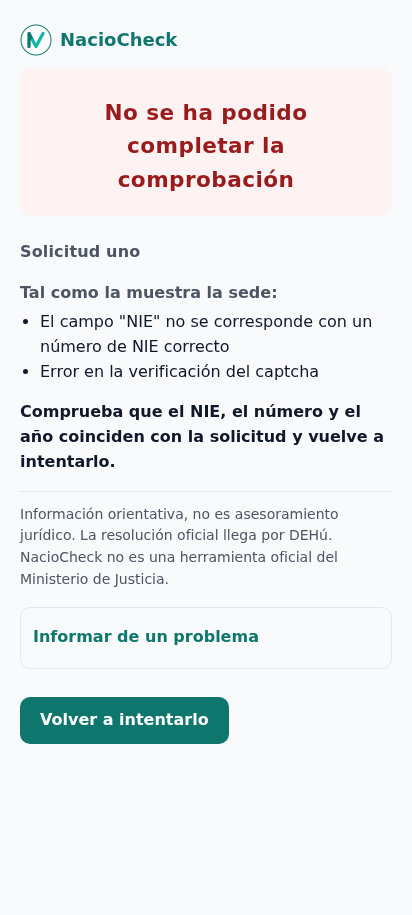 NacioCheck
No se ha podido
completar la
comprobación
Solicitud uno
Tal como la muestra la sede:
• El campo "NIE" no se corresponde con un
número de NIE correcto
• Error en la verificación del captcha
Comprueba que el NIE, el número y el
año coinciden con la solicitud y vuelve a
intentarlo.
Información orientativa, no es asesoramiento
jurídico. La resolución oficial llega por DEHú.
NacioCheck no es una herramienta oficial del
Ministerio de Justicia.
Informar de un problema
Volver a intentarlo